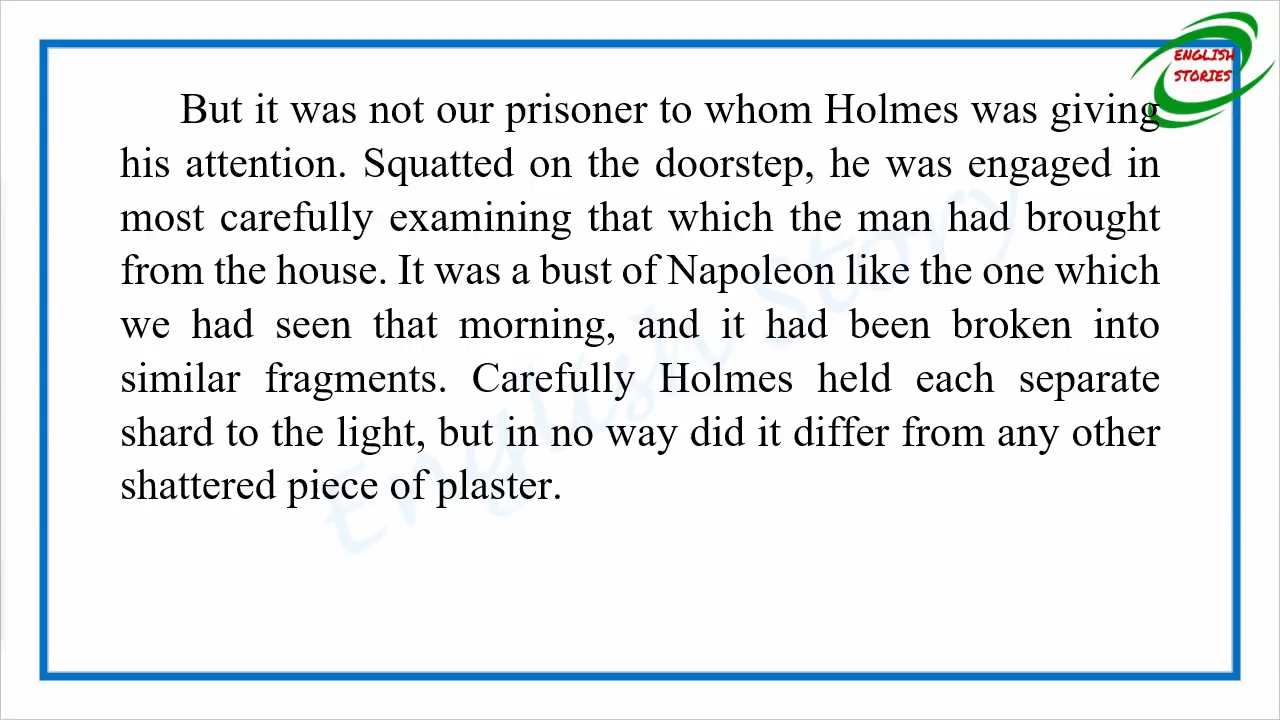 ENGLISH
STORIES
But it was not our prisoner to whom Holmes was giving
his attention. Squatted on the doorstep, he was engaged in
most carefully examining that which the man had brought
from the house. It was a bust of Napoleon like the one which
we had seen that morning, and it had been broken into
similar fragments. Carefully Holmes held each separate
shard to the light, but in no way did it differ from any other
shattered piece of plaster.
English Story